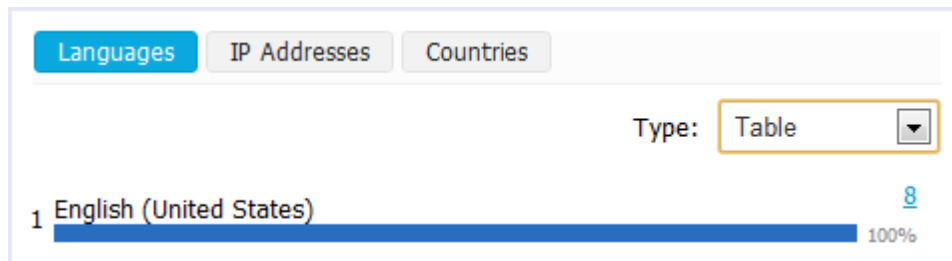 Languages IP Addresses Countries
Type: Table
8
1 English (United States)
100%